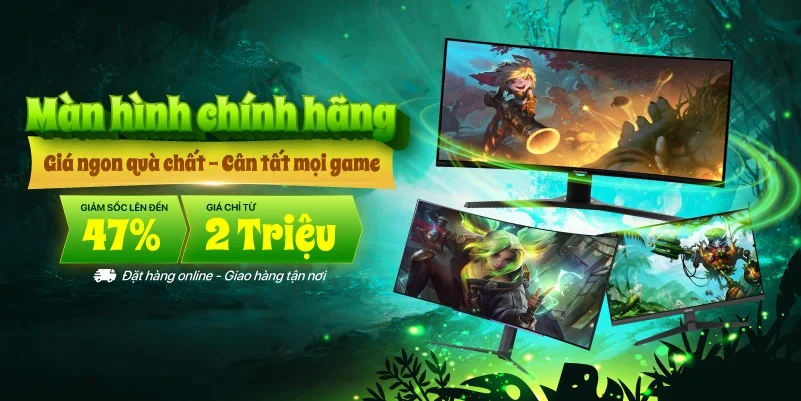 Màn hình chính hãng
Giá ngon quà chất - Cân tất mọi game
GIẢM SỐC LÊN ĐẾN
47%
GIÁ CHỈ TỪ
2 Triệu
Đặt hàng online - Giao hàng tận nơi